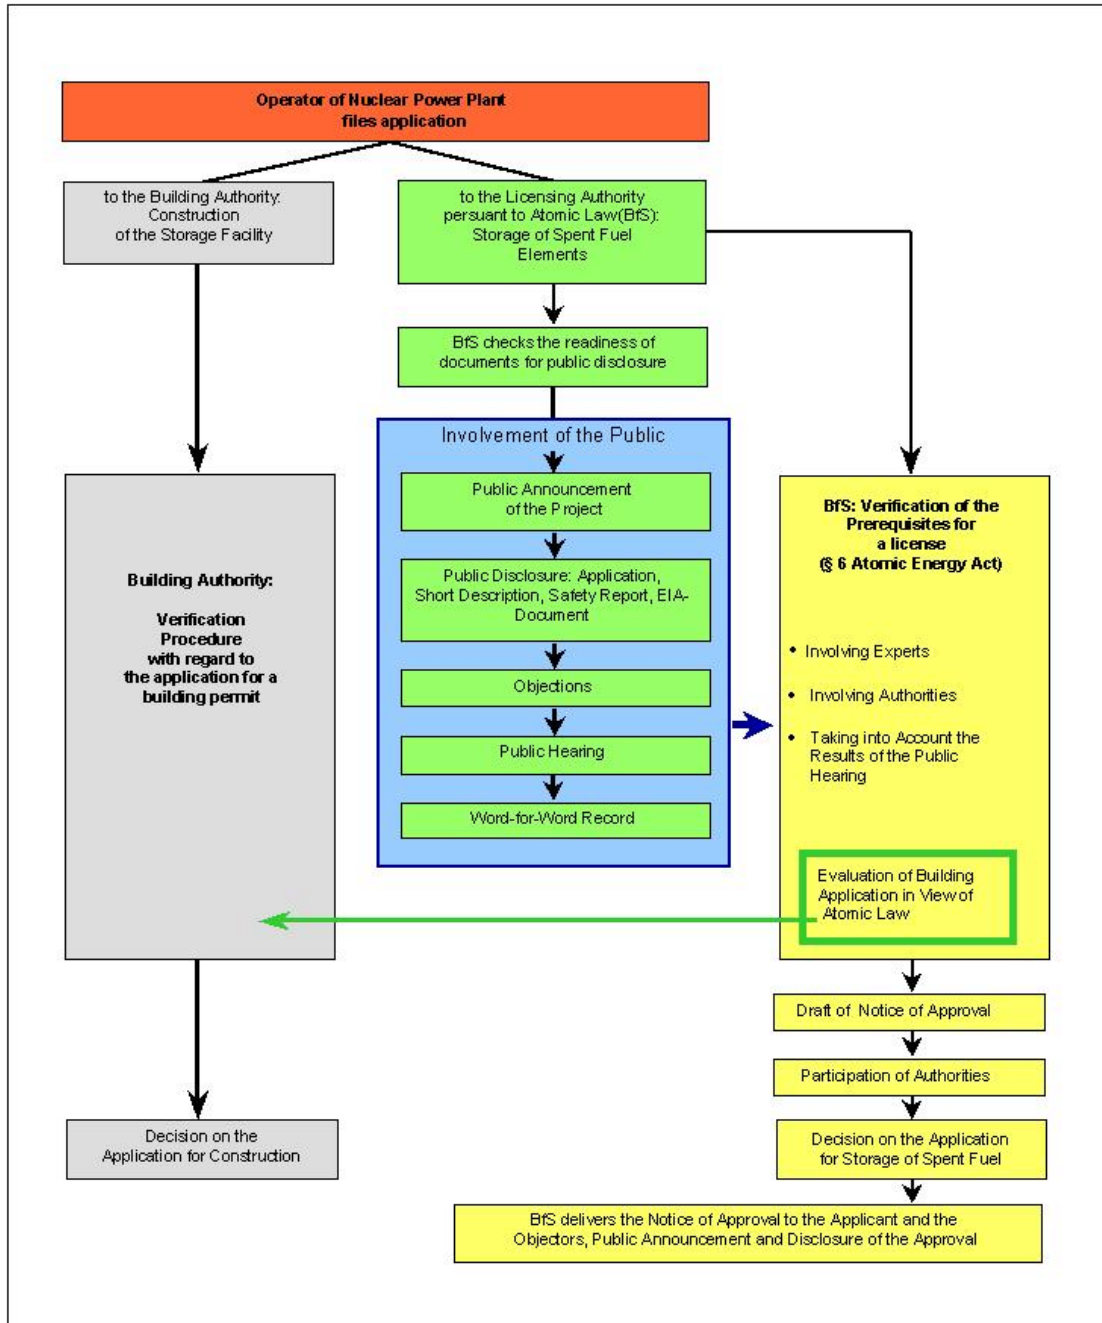 Operator of Nuclear Power Plant
files application
to the Building Authority:
Construction
of the Storage Facility
to the Licensing Authority
pursuant to Atomic Law(BfS):
Storage of Spent Fuel
Elements
BfS checks the readiness of
documents for public disclosure
Involvement of the Public
Public Announcement
of the Project
Public Disclosure: Application,
Short Description, Safety Report, EIA-
Document
Objections
Public Hearing
Word-for-Word Record
Building Authority:
Verification
Procedure
with regard to
the application for a
building permit
BfS: Verification of the
Prerequisites for
a license
(§ 6 Atomic Energy Act)
• Involving Experts
• Involving Authorities
• Taking into Account the
Results of the Public
Hearing
Evaluation of Building
Application in View of
Atomic Law
Draft of Notice of Approval
Participation of Authorities
Decision on the
Application for Construction
Decision on the Application
for Storage of Spent Fuel
BfS delivers the Notice of Approval to the Applicant and the
Objectors, Public Announcement and Disclosure of the Approval